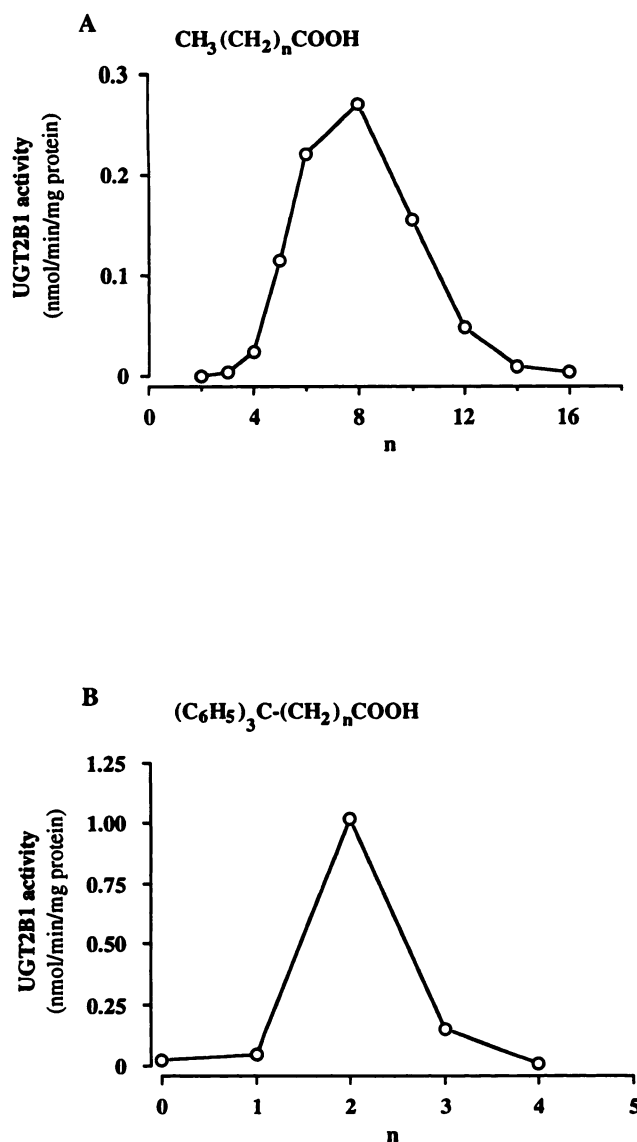 A
CH3(CH2)nCOOH
UGT2B1 activity
(nmol/min/mg protein)
0.3
0.2
0.1
0
0 4 8 12 16
n
B
(C6H5)3C-(CH2)nCOOH
UGT2B1 activity
(nmol/min/mg protein)
1.25
1.00
0.75
0.50
0.25
0
0 1 2 3 4 5
n